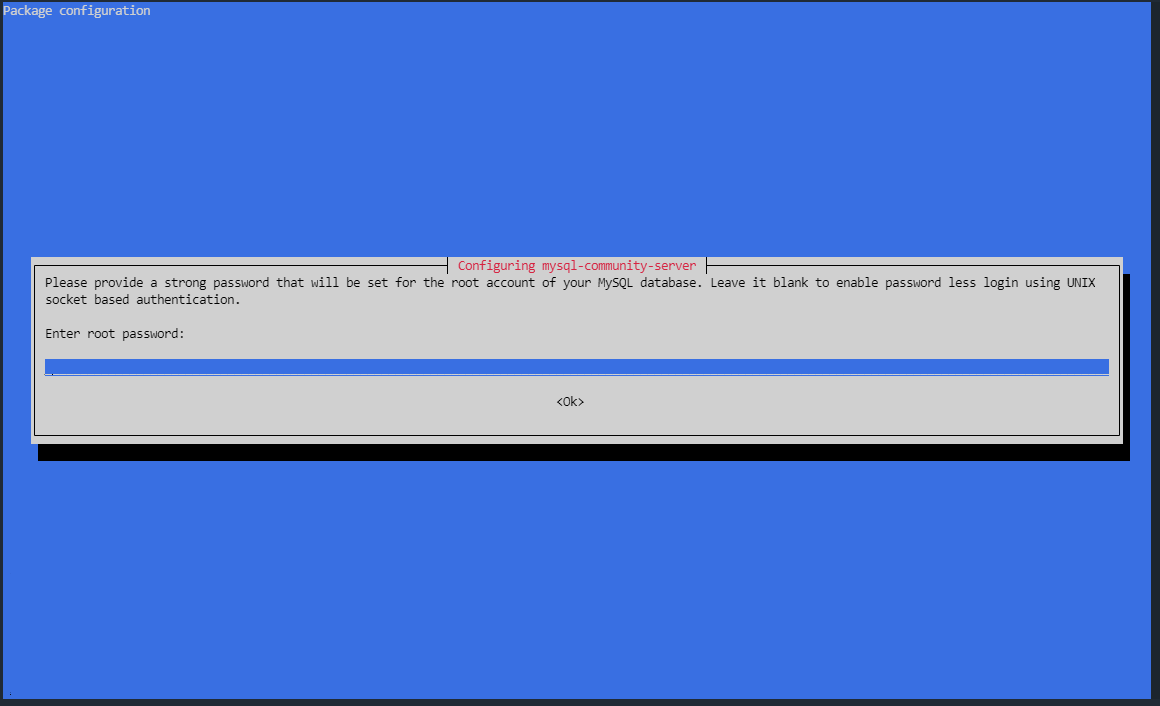 Package configuration
Configuring mysql-community-server
Please provide a strong password that will be set for the root account of your MySQL database. Leave it blank to enable password less login using UNIX
socket based authentication.
Enter root password:
<Ok>